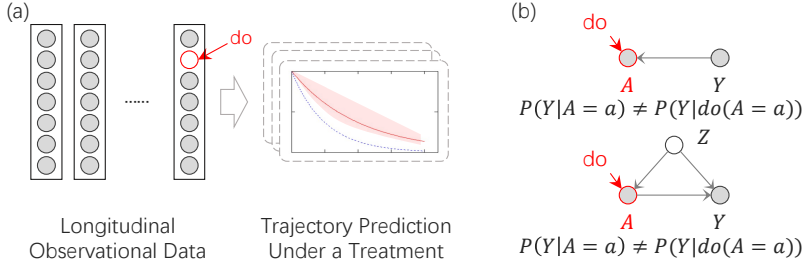 (a)
do
......
Longitudinal
Observational Data
Trajectory Prediction
Under a Treatment
(b)
do
A
Y
P(Y|A = a) ≠ P(Y|do(A = a))
Z
do
A
Y
P(Y|A = a) ≠ P(Y|do(A = a))